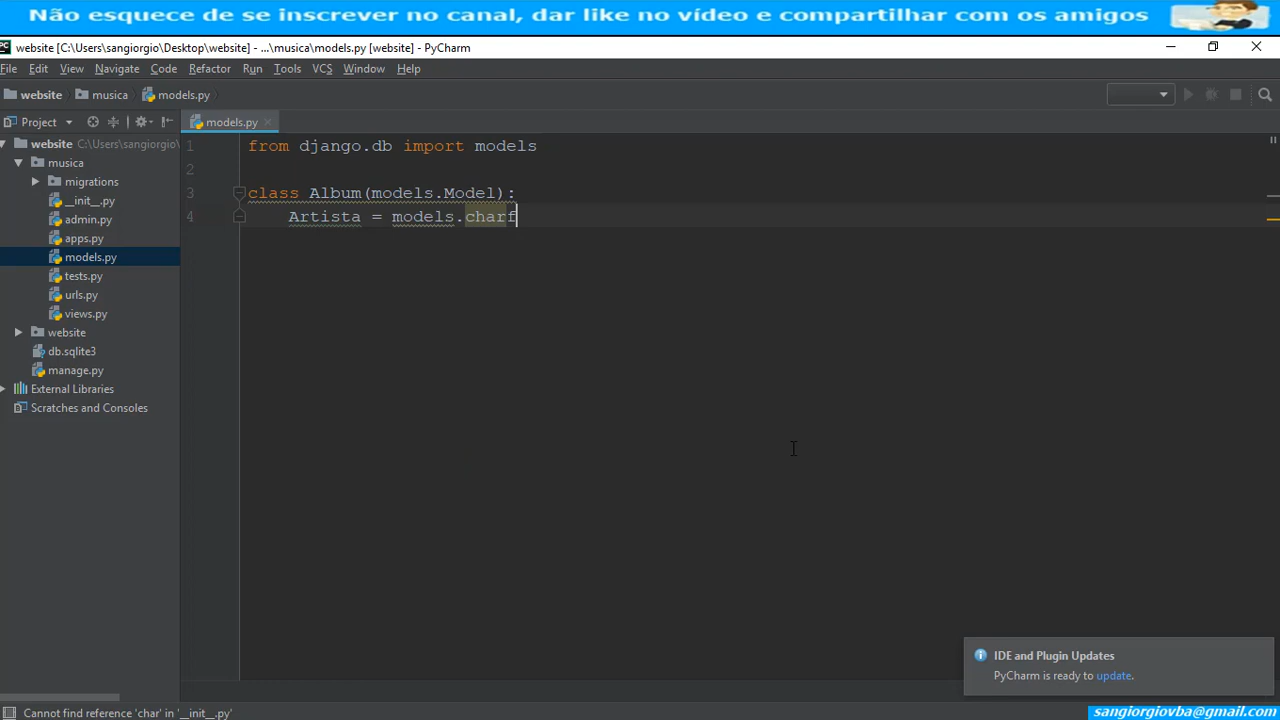 Não esquece de se inscrever no canal, dar like no vídeo e compartilhar com os amigos
website [C:\Users\sangiorgio\Desktop\website] - ...\musica\models.py [website] - PyCharm
File Edit View Navigate Code Refactor Run Tools VCS Window Help
website musica models.py
Project
models.py
website C:\Users\sangiorgio\
musica
migrations
__init__.py
admin.py
apps.py
models.py
tests.py
urls.py
views.py
website
db.sqlite3
manage.py
External Libraries
Scratches and Consoles
1 from django.db import models
2
3 class Album(models.Model):
4 Artista = models.charf
IDE and Plugin Updates
PyCharm is ready to update.
Cannot find reference 'char' in '__init__.py'
sangiorgiovba@gmail.com